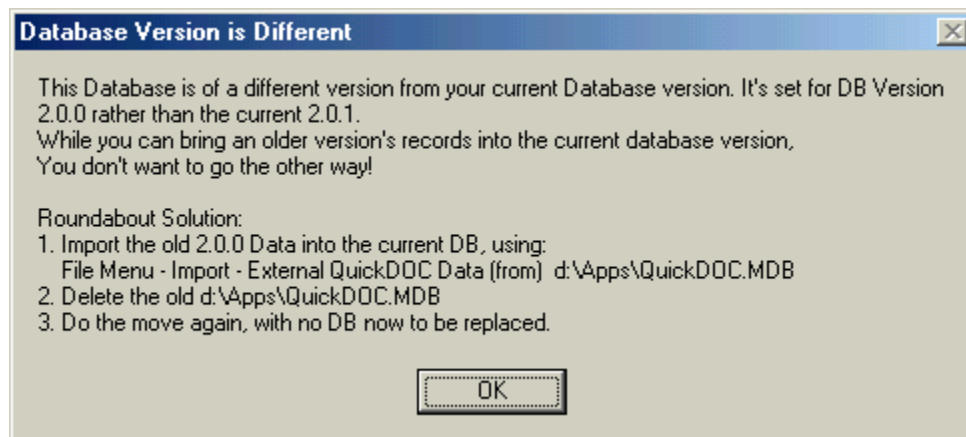 Database Version is Different
This Database is of a different version from your current Database version. It's set for DB Version
2.0.0 rather than the current 2.0.1.
While you can bring an older version's records into the current database version,
You don't want to go the other way!
Roundabout Solution:
1. Import the old 2.0.0 Data into the current DB, using:
File Menu - Import - External QuickDOC Data (from)  d:\Apps\QuickDOC.MDB
2. Delete the old d:\Apps\QuickDOC.MDB
3. Do the move again, with no DB now to be replaced.
OK